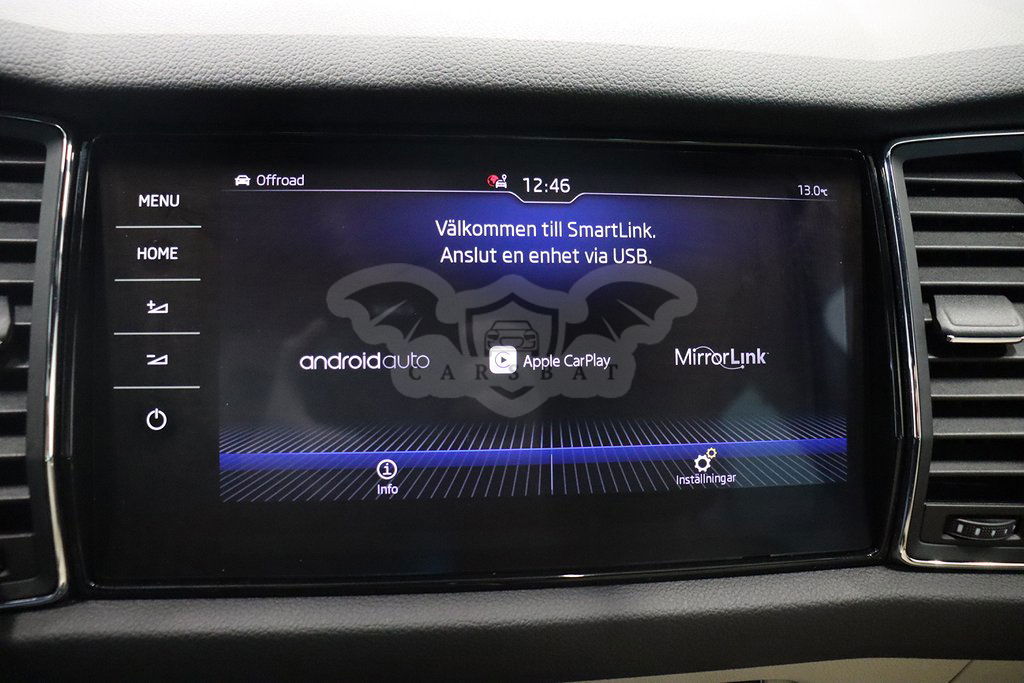 Offroad
12:46
13.0°C
MENU
HOME
Välkommen till SmartLink.
Anslut en enhet via USB.
androidauto
Apple CarPlay
MirrorLink
CARSBAT
Info
Inställningar